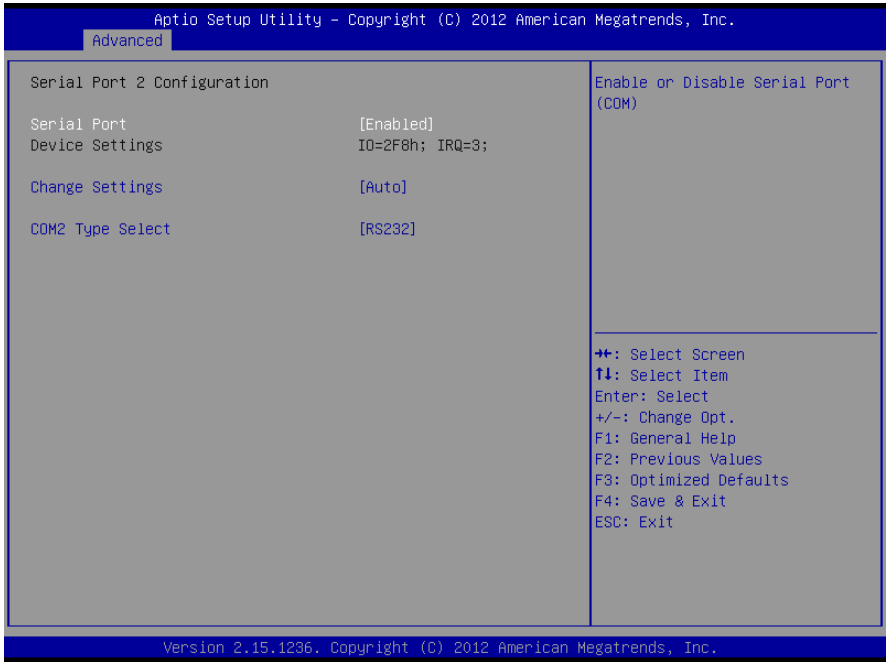 Aptio Setup Utility – Copyright (C) 2012 American Megatrends, Inc.
Advanced
Serial Port 2 Configuration
Serial Port [Enabled]
Device Settings IO=2F8h; IRQ=3;
Change Settings [Auto]
COM2 Type Select [RS232]
Enable or Disable Serial Port
(COM)
→←: Select Screen
↑↓: Select Item
Enter: Select
+/-: Change Opt.
F1: General Help
F2: Previous Values
F3: Optimized Defaults
F4: Save & Exit
ESC: Exit
Version 2.15.1236. Copyright (C) 2012 American Megatrends, Inc.